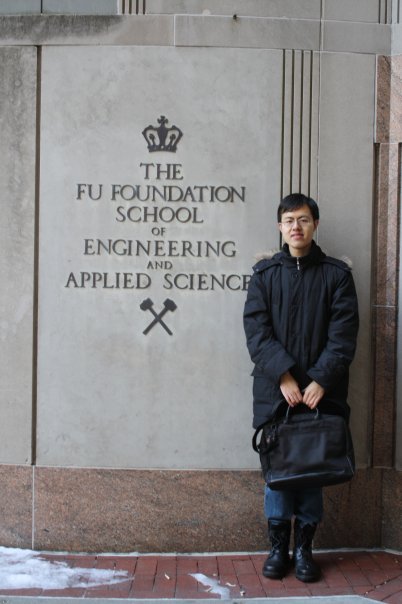 THE
FU FOUNDATION
SCHOOL
OF
ENGINEERING
AND
APPLIED SCIENCE